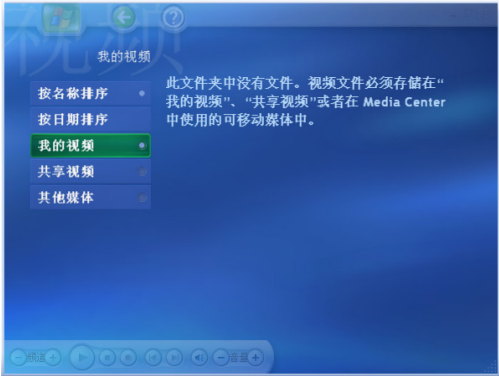 视频
我的视频
按名称排序
按日期排序
我的视频
共享视频
其他媒体
此文件夹中没有文件。视频文件必须存储在“
我的视频”、“共享视频”或者在 Media Center
中使用的可移动媒体中。
频道
音量